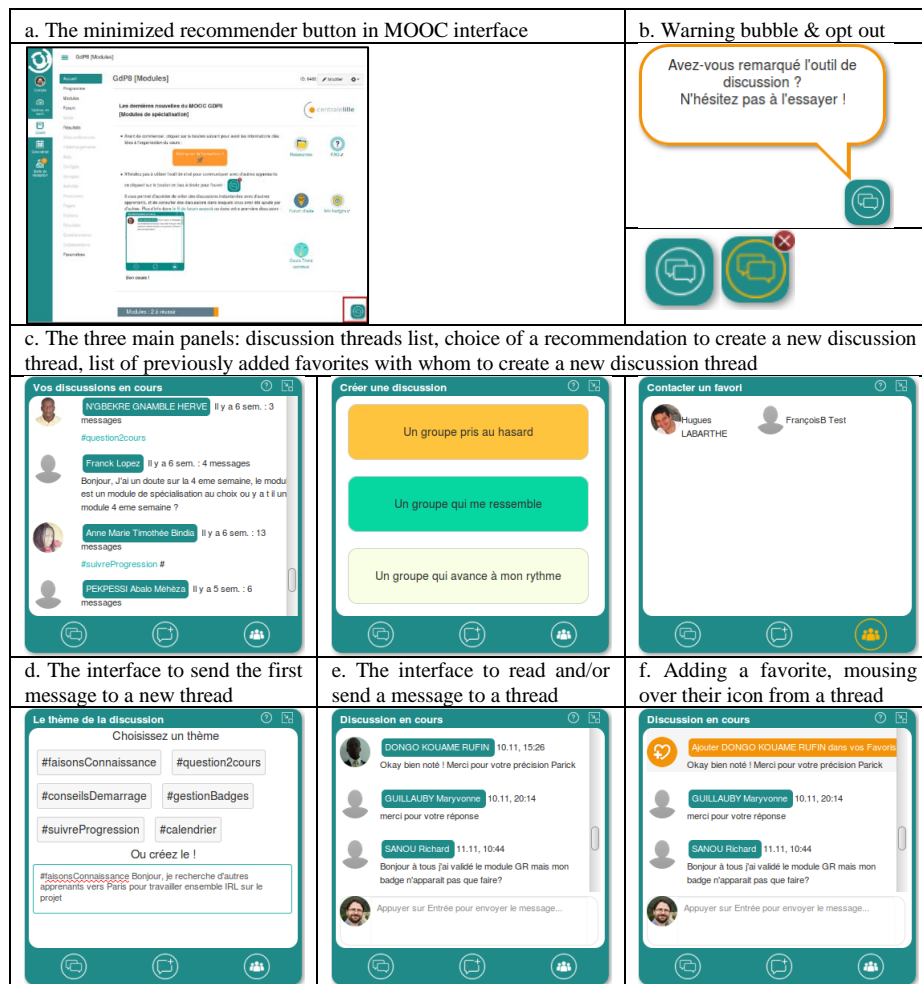 a. The minimized recommender button in MOOC interface
b. Warning bubble & opt out
GdP8 [Modules]
Accueil
Programme
Modules
Forum
Résultats
Paramètres
GdP8 [Modules]
Modifier
Les dernières nouvelles du MOOC GDP8
[Modules de spécialisation]
centralelille
Bon cours !
Modules : 2 à réussir
Avez-vous remarqué l'outil de
discussion ?
N'hésitez pas à l'essayer !
c. The three main panels: discussion threads list, choice of a recommendation to create a new discussion
thread, list of previously added favorites with whom to create a new discussion thread
Vos discussions en cours
N'GBEKRE GNAMBLE HERVE Il y a 6 sem. : 3
messages
#question2cours
Franck Lopez Il y a 6 sem. : 4 messages
Bonjour, J'ai un doute sur la 4 eme semaine, le modul
est un module de spécialisation au choix ou y a t il un
module 4 eme semaine ?
Anne Marie Timothée Bindia Il y a 6 sem. : 13
messages
#suivreProgression #
PEKPESSI Abalo Mèhèza Il y a 5 sem. : 6
messages
Créer une discussion
Un groupe pris au hasard
Un groupe qui me ressemble
Un groupe qui avance à mon rythme
Contacter un favori
Hugues
LABARTHE
FrançoisB Test
d. The interface to send the first
message to a new thread
e. The interface to read and/or
send a message to a thread
f. Adding a favorite, mousing
over their icon from a thread
Le thème de la discussion
Choisissez un thème
#faisonsConnaissance
#question2cours
#conseilsDemarrage
#gestionBadges
#suivreProgression
#calendrier
Ou créez le !
#faisonsConnaissance Bonjour, je recherche d'autres
apprenants vers Paris pour travailler ensemble IRL sur le
projet
Discussion en cours
DONGO KOUAME RUFIN 10.11, 15:26
Okay bien noté ! Merci pour votre précision Parick
GUILLAUBY Maryvonne 10.11, 20:14
merci pour votre réponse
SANOU Richard 11.11, 10:44
Bonjour à tous j'ai validé le module GR mais mon
badge n'apparait pas que faire?
Appuyer sur Entrée pour envoyer le message...
Discussion en cours
Ajouter DONGO KOUAME RUFIN dans vos Favoris
Okay bien noté ! Merci pour votre précision Parick
GUILLAUBY Maryvonne 10.11, 20:14
merci pour votre réponse
SANOU Richard 11.11, 10:44
Bonjour à tous j'ai validé le module GR mais mon
badge n'apparait pas que faire?
Appuyer sur Entrée pour envoyer le message...